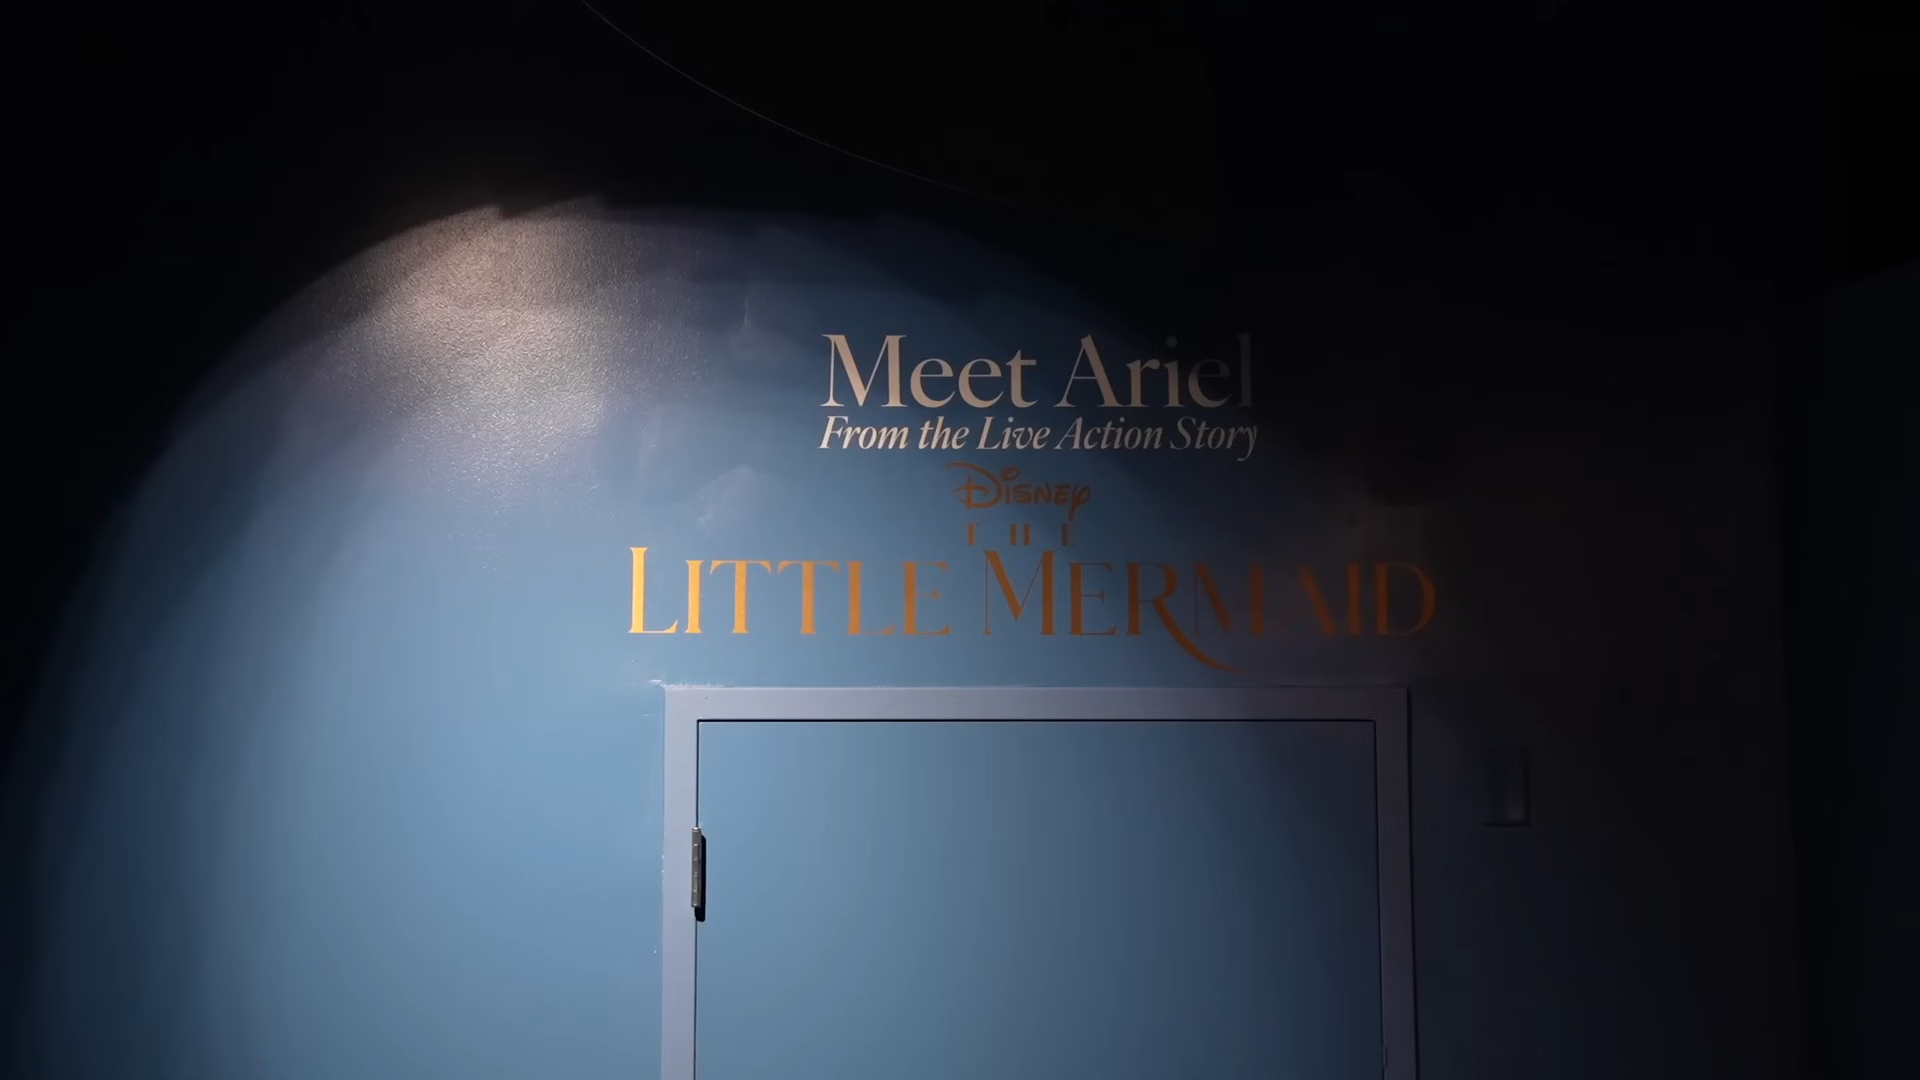 Meet Ariel
From the Live Action Story
Disney
THE
LITTLE MERMAID